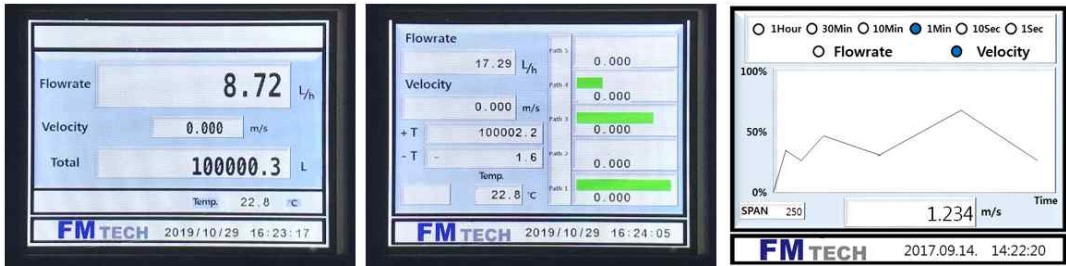 Flowrate 8.72 L/h
Velocity 0.000 m/s
Total 100000.3 L
Temp. 22.8 °C
FM TECH 2019/10/29 16:23:17
Flowrate
17.29 L/h
Velocity
0.000 m/s
+ T 100002.2
- T - 1.6
Temp.
22.8 °C
Path 5 0.000
Path 4 0.000
Path 3 0.000
Path 2 0.000
Path 1 0.000
FM TECH 2019/10/29 16:24:05
1Hour 30Min 10Min 1Min 10Sec 1Sec
Flowrate Velocity
100%
50%
0%
Time
SPAN 250
1.234 m/s
FM TECH 2017.09.14. 14:22:20